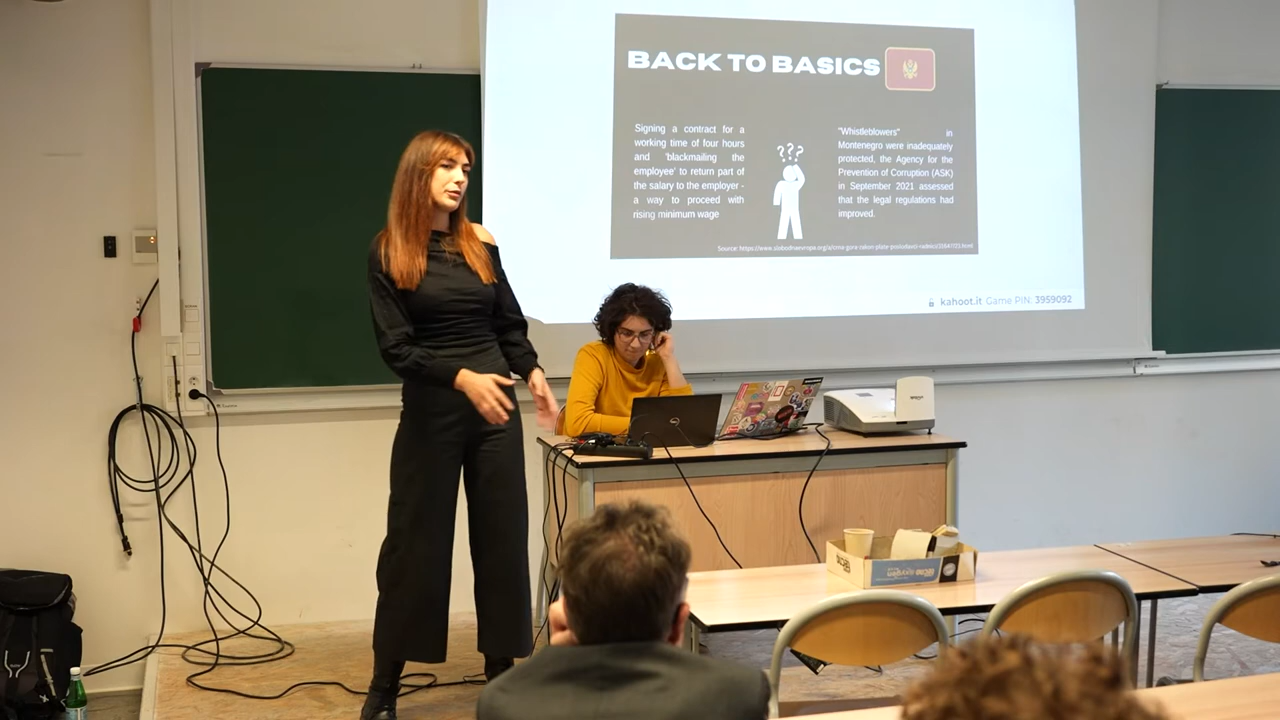 BACK TO BASICS
Signing a contract for a
working time of four hours
and 'blackmailing the
employee' to return part of
the salary to the employer -
a way to proceed with
rising minimum wage
???
"Whistleblowers" in
Montenegro were inadequately
protected, the Agency for the
Prevention of Corruption (ASK)
in September 2021 assessed
that the legal regulations had
improved.
kahoot.it Game PIN: 3959092
DELL